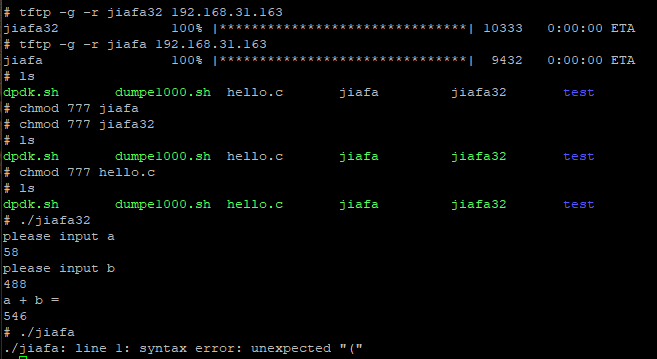 # tftp -g -r jiafa32 192.168.31.163
jiafa32              100% |*******************************| 10333   0:00:00 ETA
# tftp -g -r jiafa 192.168.31.163
jiafa                100% |*******************************|  9432   0:00:00 ETA
# ls
dpdk.sh       dumpe1000.sh  hello.c       jiafa         jiafa32       test
# chmod 777 jiafa
# chmod 777 jiafa32
# ls
dpdk.sh       dumpe1000.sh  hello.c       jiafa         jiafa32       test
# chmod 777 hello.c
# ls
dpdk.sh       dumpe1000.sh  hello.c       jiafa         jiafa32       test
# ./jiafa32
please input a
58
please input b
488
a + b =
546
# ./jiafa
./jiafa: line 1: syntax error: unexpected "("